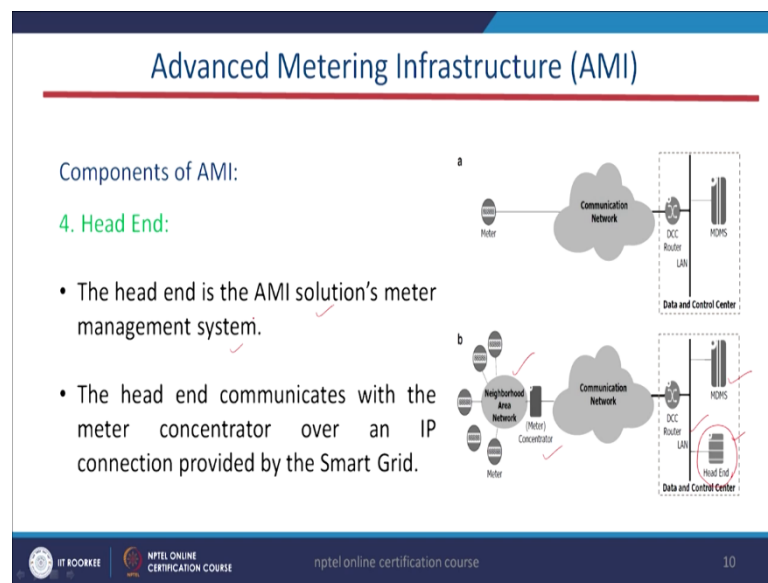 Advanced Metering Infrastructure (AMI)
Components of AMI:
4. Head End:
• The head end is the AMI solution's meter
management system.
• The head end communicates with the
meter concentrator over an IP
connection provided by the Smart Grid.
a
Meter
Communication
Network
DCC
Router
MDMS
LAN
Data and Control Center
b
Neighborhood
Area
Network
(Meter)
Concentrator
Meter
Communication
Network
DCC
Router
MDMS
LAN
Head End
Data and Control Center
IIT ROORKEE
NPTEL ONLINE
CERTIFICATION COURSE
nptel online certification course
10